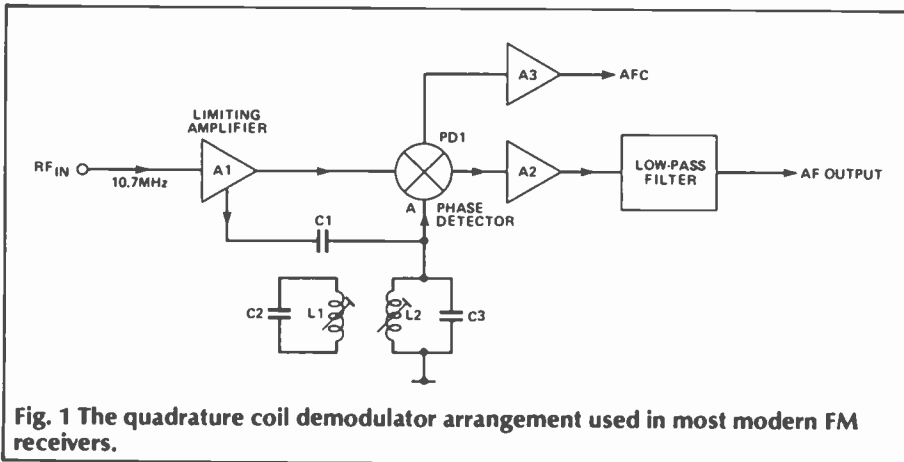 A3
AFC
LIMITING
AMPLIFIER
PD1
RF IN
10.7MHz
A1
A2
LOW-PASS
FILTER
AF OUTPUT
A
PHASE
DETECTOR
C1
C2
L1
L2
C3
Fig. 1 The quadrature coil demodulator arrangement used in most modern FM
receivers.